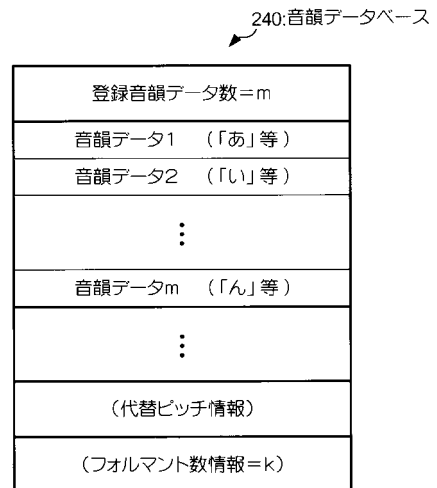 240:音韻データベース
登録音韻データ数=m
音韻データ1 (「あ」等)
音韻データ2 (「い」等)
⋮
音韻データm (「ん」等)
⋮
(代替ピッチ情報)
(フォルマント数情報=k)